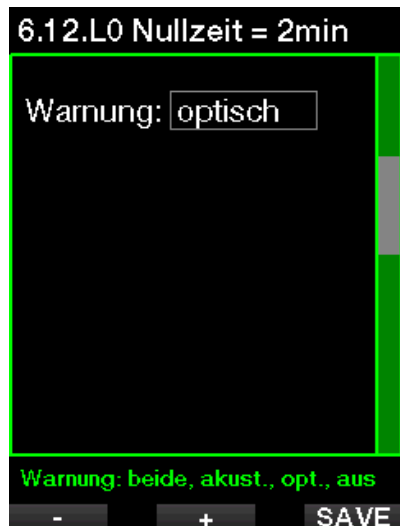 6.12.L0 Nullzeit = 2min
Warnung: optisch
Warnung: beide, akust., opt., aus
- + SAVE